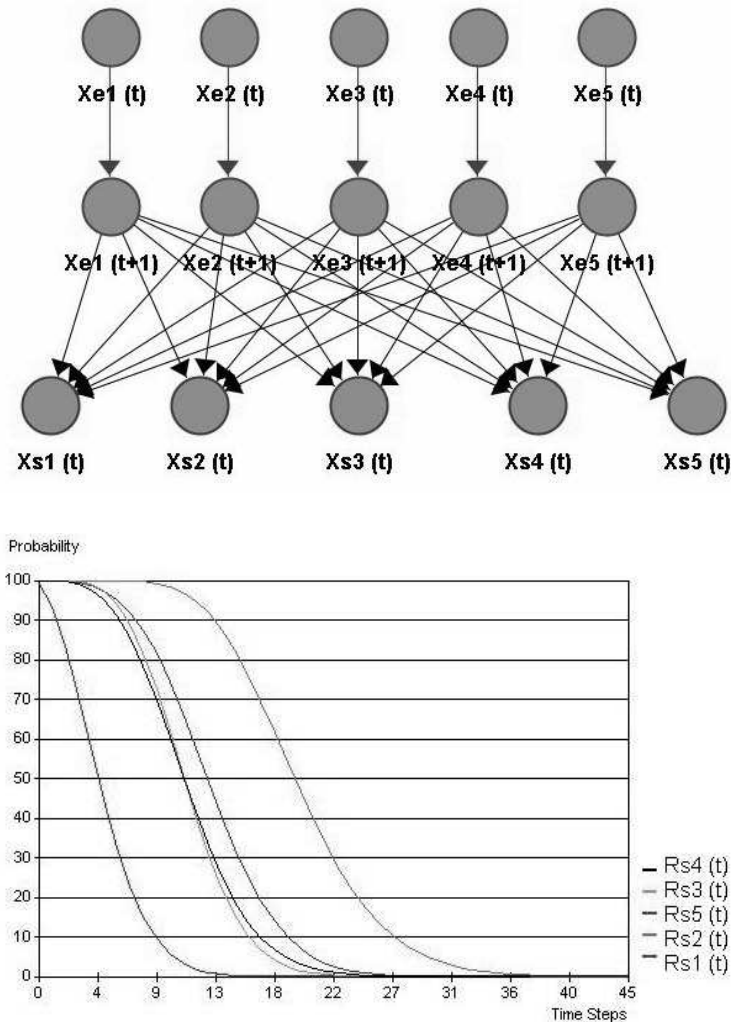 Xe1 (t) Xe2 (t) Xe3 (t) Xe4 (t) Xe5 (t)
Xe1 (t+1) Xe2 (t+1) Xe3 (t+1) Xe4 (t+1) Xe5 (t+1)
Xs1 (t) Xs2 (t) Xs3 (t) Xs4 (t) Xs5 (t)
Probability
100
90
80
70
60
50
40
30
20
10
0
0 4 9 13 18 22 27 31 36 40 45
Time Steps
Rs4 (t)
Rs3 (t)
Rs5 (t)
Rs2 (t)
Rs1 (t)